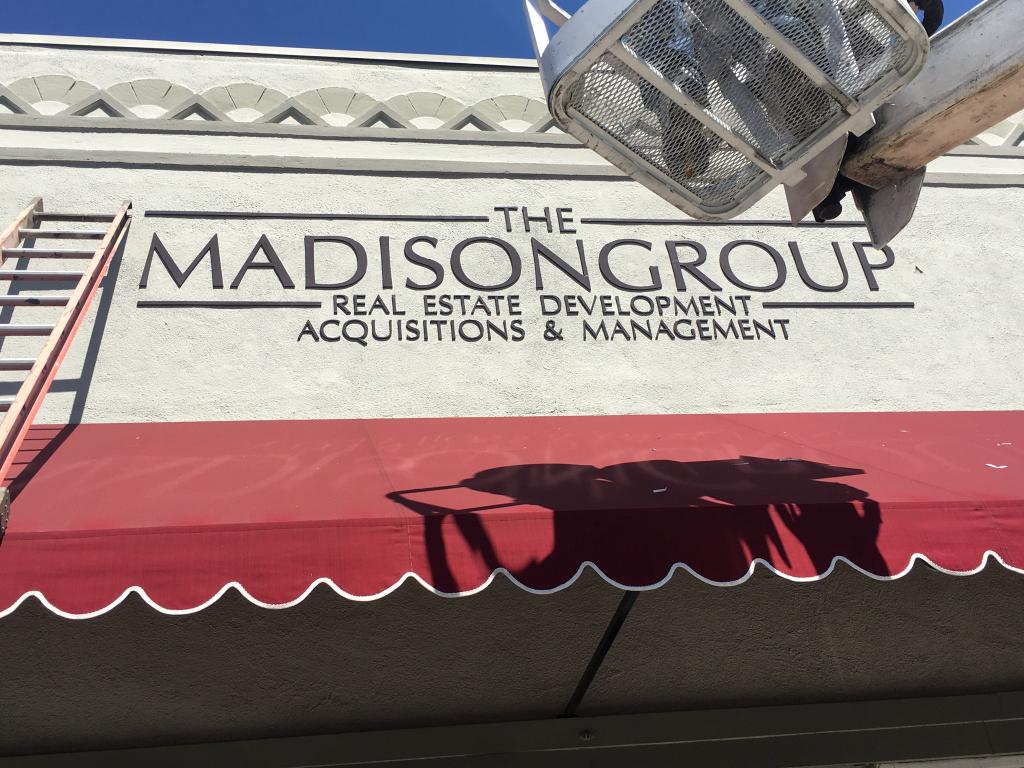 THE
MADISONGROUP
REAL ESTATE DEVELOPMENT
ACQUISITIONS & MANAGEMENT